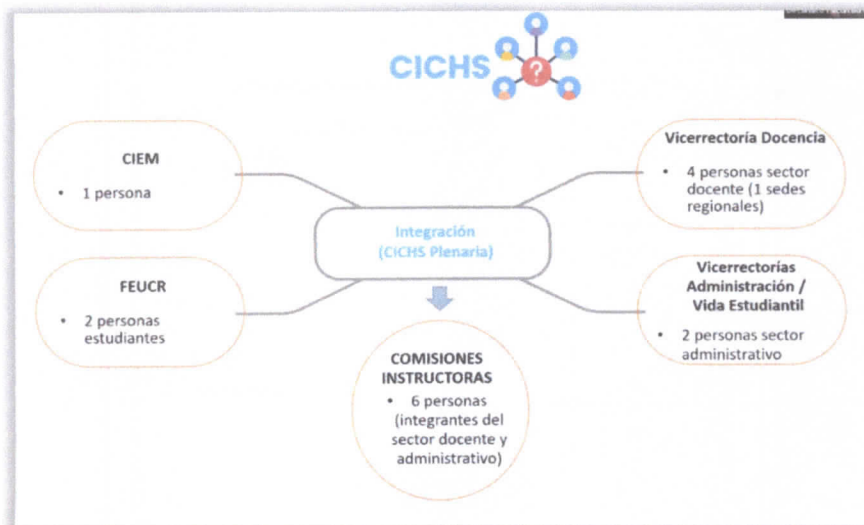 CICHS
?
CIEM
• 1 persona
Vicerrectoría Docencia
• 4 personas sector
docente (1 sedes
regionales)
Integración
(CICHS Plenaria)
FEUCR
• 2 personas
estudiantes
Vicerrectorías
Administración /
Vida Estudiantil
• 2 personas sector
administrativo
COMISIONES
INSTRUCTORAS
• 6 personas
(integrantes del
sector docente y
administrativo)